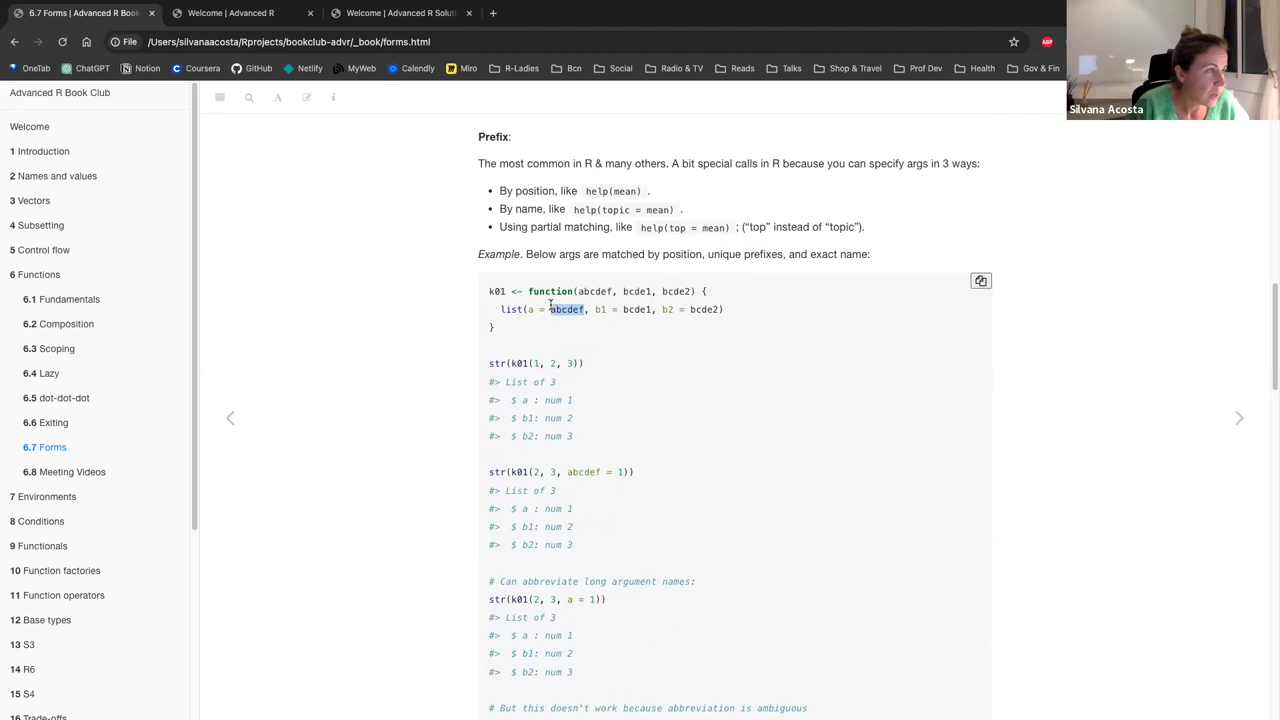 6.7 Forms | Advanced R Book
Welcome | Advanced R
Welcome | Advanced R Soluti
File
/Users/silvanaacosta/Rprojects/bookclub-advr/_book/forms.html
OneTab ChatGPT Notion Coursera GitHub Netlify MyWeb Calendly Miro R-Ladies Bcn Social Radio & TV Reads Talks Shop & Travel Prof Dev Health Gov & Fin
ABP
Silvana Acosta
Advanced R Book Club
Welcome
1 Introduction
2 Names and values
3 Vectors
4 Subsetting
5 Control flow
6 Functions
6.1 Fundamentals
6.2 Composition
6.3 Scoping
6.4 Lazy
6.5 dot-dot-dot
6.6 Exiting
6.7 Forms
6.8 Meeting Videos
7 Environments
8 Conditions
9 Functionals
10 Function factories
11 Function operators
12 Base types
13 S3
14 R6
15 S4
16 Trade-offs
Prefix:
The most common in R & many others. A bit special calls in R because you can specify args in 3 ways:
• By position, like help(mean) .
• By name, like help(topic = mean) .
• Using partial matching, like help(top = mean) ; (“top” instead of “topic”).
Example. Below args are matched by position, unique prefixes, and exact name:
k01 <- function(abcdef, bcde1, bcde2) {
list(a = abcdef, b1 = bcde1, b2 = bcde2)
}
str(k01(1, 2, 3))
#> List of 3
#> $ a : num 1
#> $ b1: num 2
#> $ b2: num 3
str(k01(2, 3, abcdef = 1))
#> List of 3
#> $ a : num 1
#> $ b1: num 2
#> $ b2: num 3
# Can abbreviate long argument names:
str(k01(2, 3, a = 1))
#> List of 3
#> $ a : num 1
#> $ b1: num 2
#> $ b2: num 3
# But this doesn't work because abbreviation is ambiguous